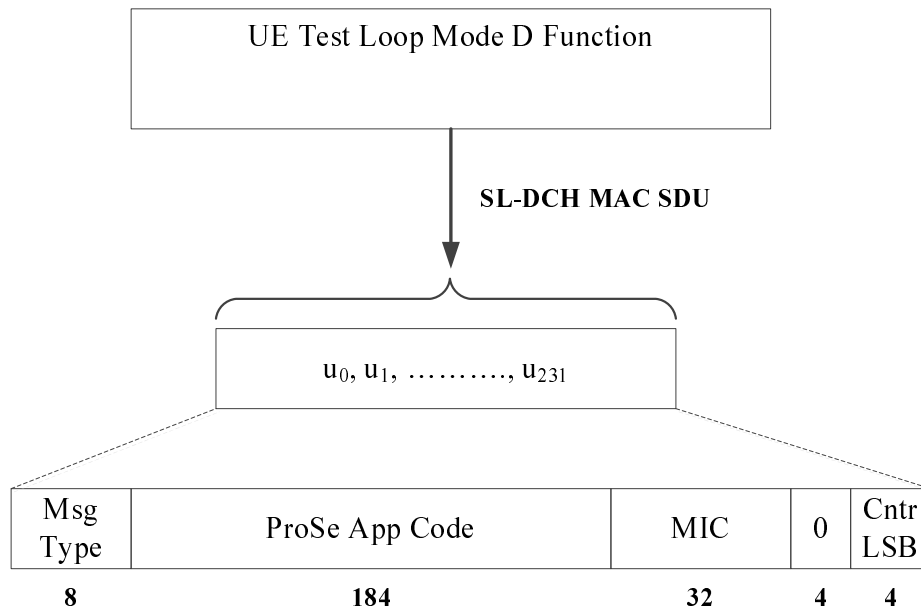 UE Test Loop Mode D Function
SL-DCH MAC SDU
u0, u1, ………., u231
Msg Type
ProSe App Code
MIC
0
Cntr LSB
8
184
32
4
4